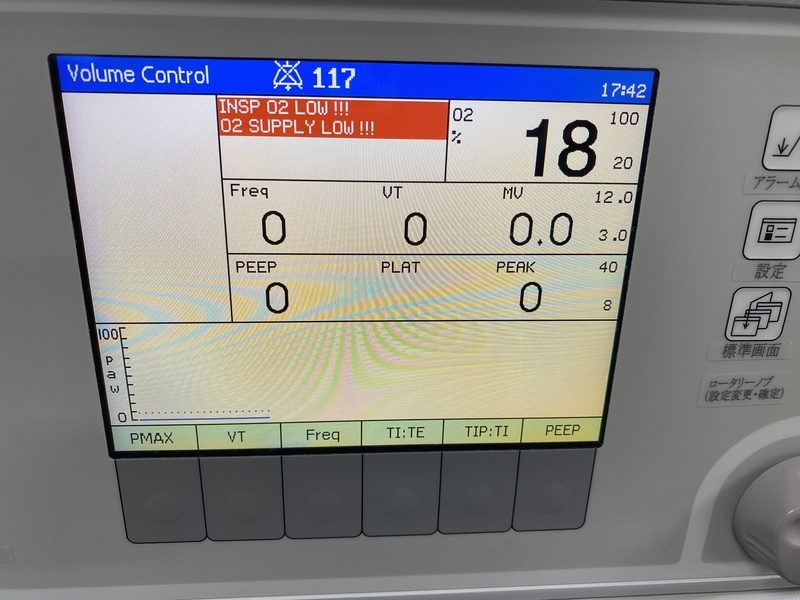 Volume Control 117 17:42
INSP O2 LOW !!!
O2 SUPPLY LOW !!!
O2 % 18 100 20
Freq VT MV 12.0
0 0 0.0 3.0
PEEP PLAT PEAK 40
0 0 8
100
Paw
0
PMAX VT Freq TI:TE TIP:TI PEEP
アラーム
設定
標準画面
ロータリーノブ
(設定変更・確定)